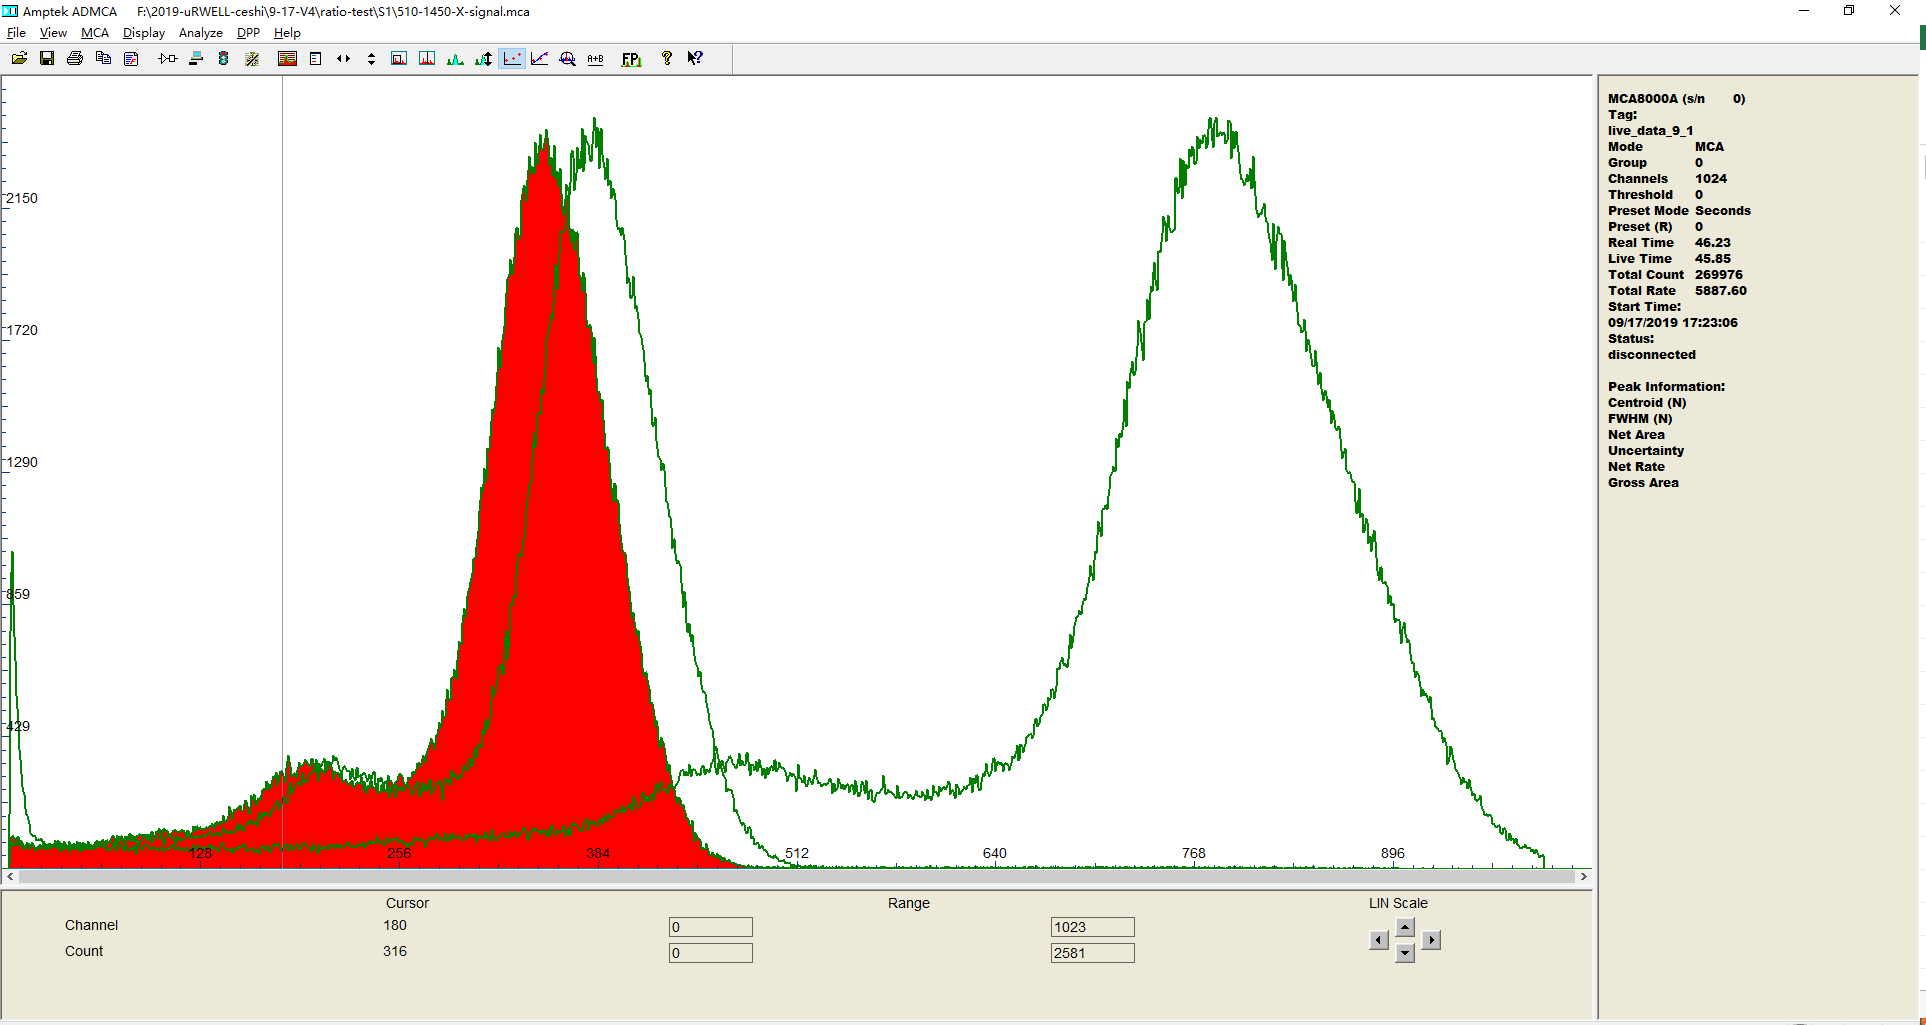 Amptek ADMCA F:\2019-uRWELL-ceshi\9-17-V4\ratio-test\S1\510-1450-X-signal.mca
File View MCA Display Analyze DPP Help
A+B FP ? ?
2150
1720
1290
859
429
128 256 384 512 640 768 896
MCA8000A (s/n 0)
Tag:
live_data_9_1
Mode MCA
Group 0
Channels 1024
Threshold 0
Preset Mode Seconds
Preset (R) 0
Real Time 46.23
Live Time 45.85
Total Count 269976
Total Rate 5887.60
Start Time:
09/17/2019 17:23:06
Status:
disconnected
Peak Information:
Centroid (N)
FWHM (N)
Net Area
Uncertainty
Net Rate
Gross Area
Cursor Range LIN Scale
Channel 180 0 1023
Count 316 0 2581